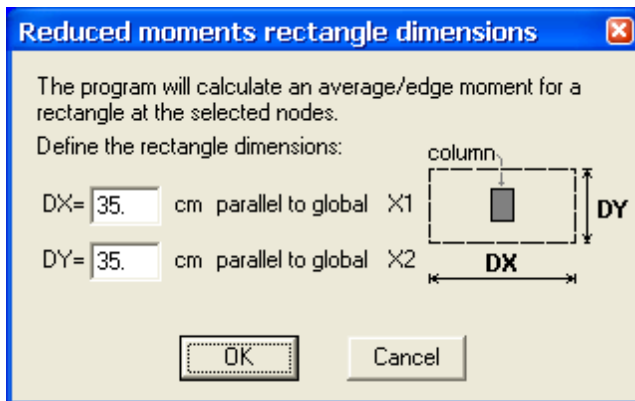 Reduced moments rectangle dimensions
The program will calculate an average/edge moment for a
rectangle at the selected nodes.
Define the rectangle dimensions:
column
DX= 35. cm parallel to global X1
DY
DY= 35. cm parallel to global X2
DX
OK Cancel